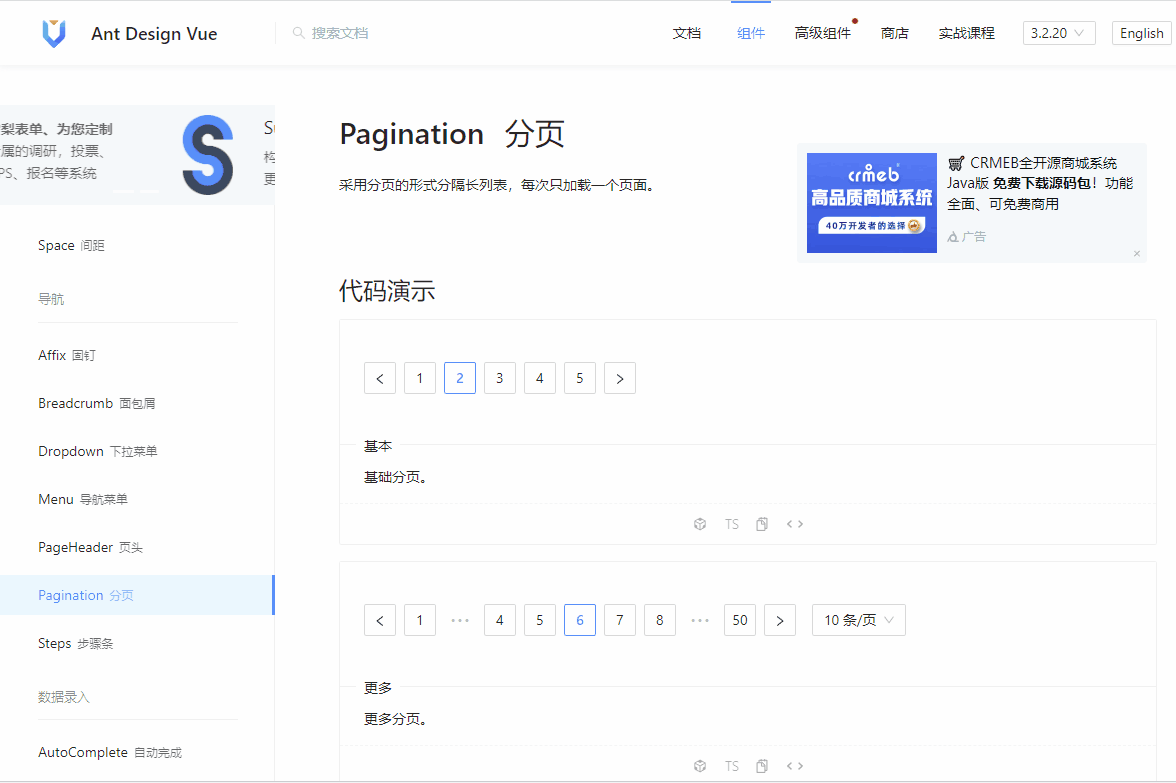 Ant Design Vue
搜索文档
文档 组件 高级组件 商店 实战课程 3.2.20 English
梨表单、为您定制
属的调研，投票、
PS、报名等系统
S
构
更
Space 间距
导航
Affix 固钉
Breadcrumb 面包屑
Dropdown 下拉菜单
Menu 导航菜单
PageHeader 页头
Pagination 分页
Steps 步骤条
数据录入
AutoComplete 自动完成
Pagination 分页
采用分页的形式分隔长列表，每次只加载一个页面。
crmeb
高品质商城系统
40万开发者的选择
CRMEB全开源商城系统
Java版 免费下载源码包！功能
全面、可免费商用
广告
×
代码演示
< 1 2 3 4 5 >
基本
基础分页。
TS < >
< 1 ••• 4 5 6 7 8 ••• 50 > 10 条/页
更多
更多分页。
TS < >